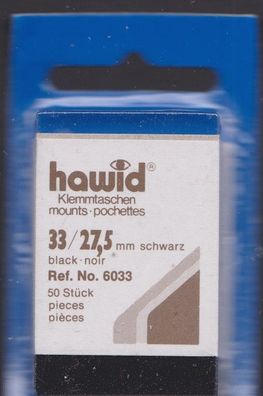 hawid®
Klemmtaschen
mounts·pochettes
33/27,5 mm schwarz
black·noir
Ref. No. 6033
50 Stück
pieces
pièces